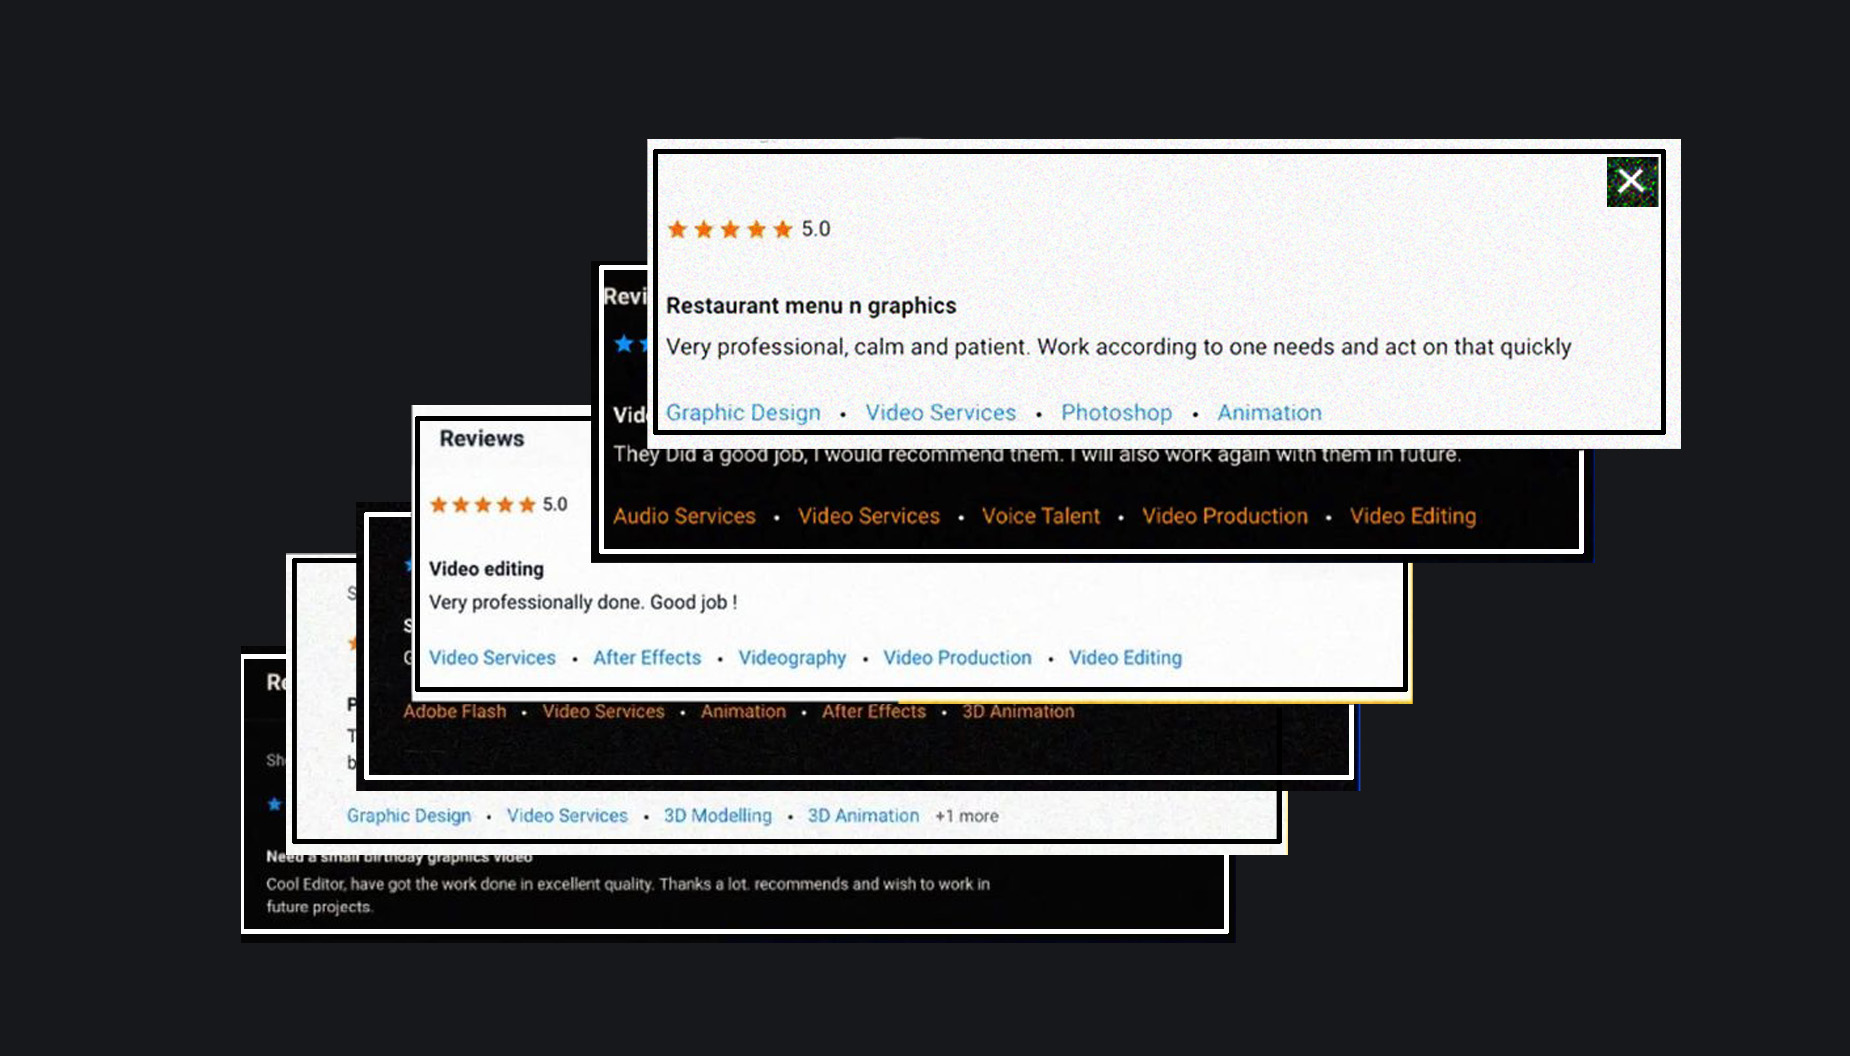 5.0
Restaurant menu n graphics
Very professional, calm and patient. Work according to one needs and act on that quickly
Graphic Design • Video Services • Photoshop • Animation
They Did a good job, I would recommend them. I will also work again with them in future.
Audio Services • Video Services • Voice Talent • Video Production • Video Editing
Reviews
5.0
Video editing
Very professionally done. Good job !
Video Services • After Effects • Videography • Video Production • Video Editing
Adobe Flash • Video Services • Animation • After Effects • 3D Animation
Graphic Design • Video Services • 3D Modelling • 3D Animation +1 more
Need a small birthday graphics video
Cool Editor, have got the work done in excellent quality. Thanks a lot. recommends and wish to work in
future projects.